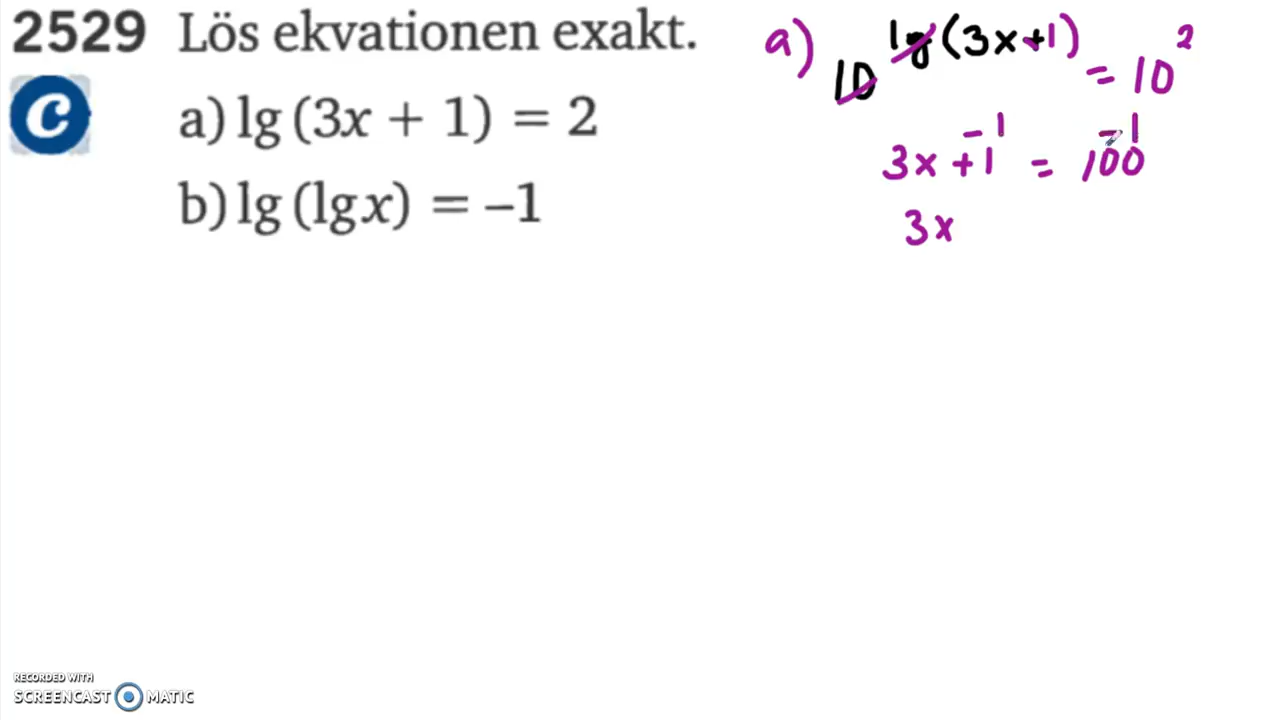 2529 Lös ekvationen exakt.
C
a) lg (3x + 1) = 2
b) lg (lg x) = –1
a) 10^lg(3x+1) = 10^2
-1 -1
3x +1 = 100
3x
RECORDED WITH
SCREENCAST MATIC